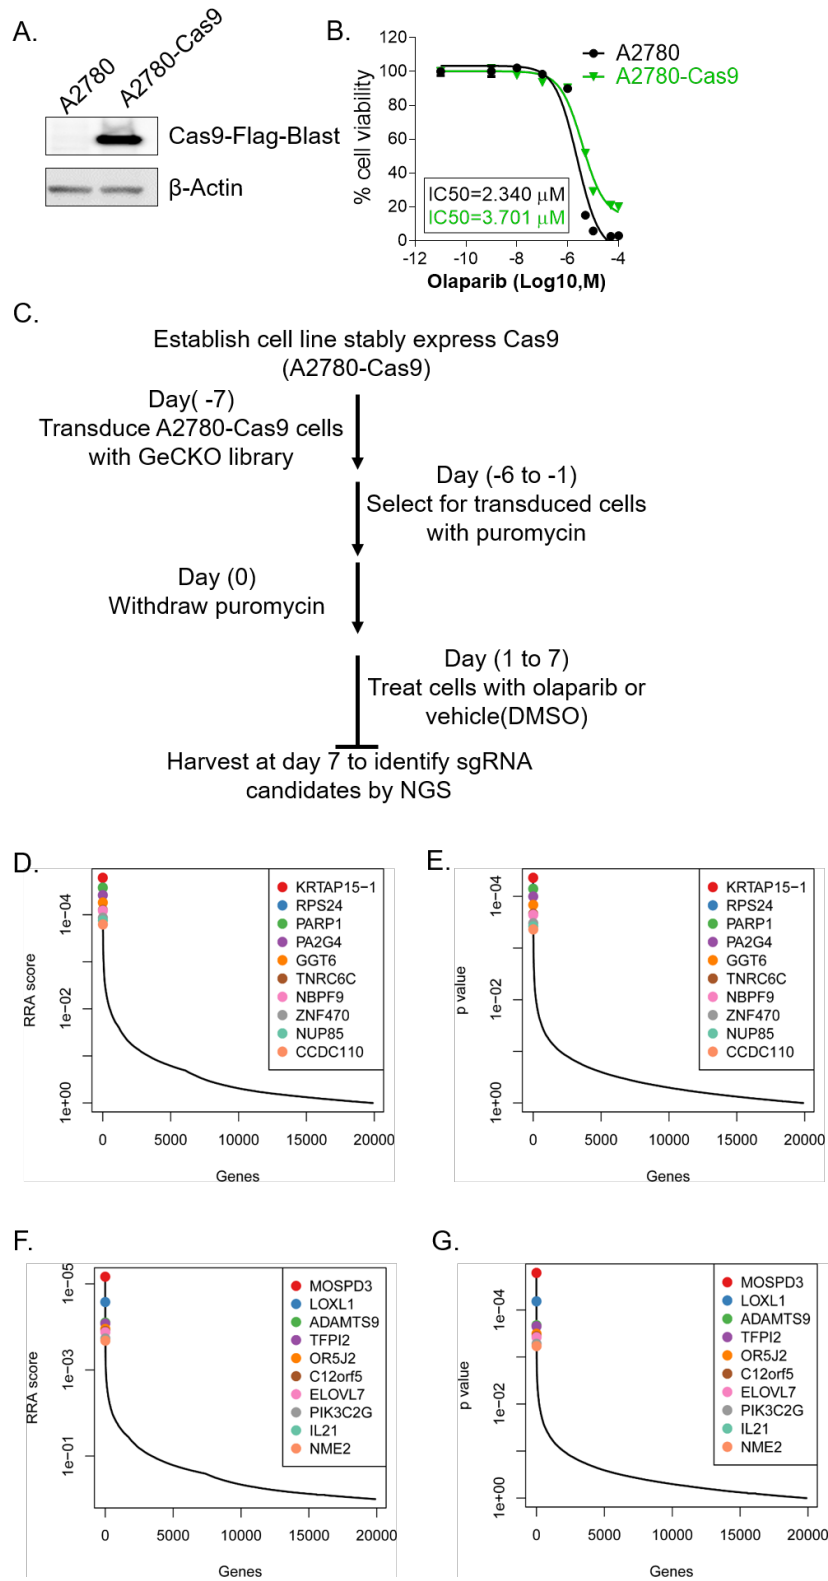 A.
A2780
A2780-Cas9
Cas9-Flag-Blast
β-Actin
B.
120
100
80
60
40
20
0
% cell viability
-12
-10
-8
-6
-4
Olaparib (Log10,M)
A2780
A2780-Cas9
IC50=2.340 μM
IC50=3.701 μM
C.
Establish cell line stably express Cas9
(A2780-Cas9)
Day( -7)
Transduce A2780-Cas9 cells
with GeCKO library
Day (-6 to -1)
Select for transduced cells
with puromycin
Day (0)
Withdraw puromycin
Day (1 to 7)
Treat cells with olaparib or
vehicle(DMSO)
Harvest at day 7 to identify sgRNA
candidates by NGS
D.
RRA score
1e-04
1e-02
1e+00
0
5000
10000
15000
20000
Genes
KRTAP15-1
RPS24
PARP1
PA2G4
GGT6
TNRC6C
NBPF9
ZNF470
NUP85
CCDC110
E.
p value
1e-04
1e-02
1e+00
0
5000
10000
15000
20000
Genes
KRTAP15-1
RPS24
PARP1
PA2G4
GGT6
TNRC6C
NBPF9
ZNF470
NUP85
CCDC110
F.
RRA score
1e-05
1e-03
1e-01
0
5000
10000
15000
20000
Genes
MOSPD3
LOXL1
ADAMTS9
TFPI2
OR5J2
C12orf5
ELOVL7
PIK3C2G
IL21
NME2
G.
p value
1e-04
1e-02
1e+00
0
5000
10000
15000
20000
Genes
MOSPD3
LOXL1
ADAMTS9
TFPI2
OR5J2
C12orf5
ELOVL7
PIK3C2G
IL21
NME2